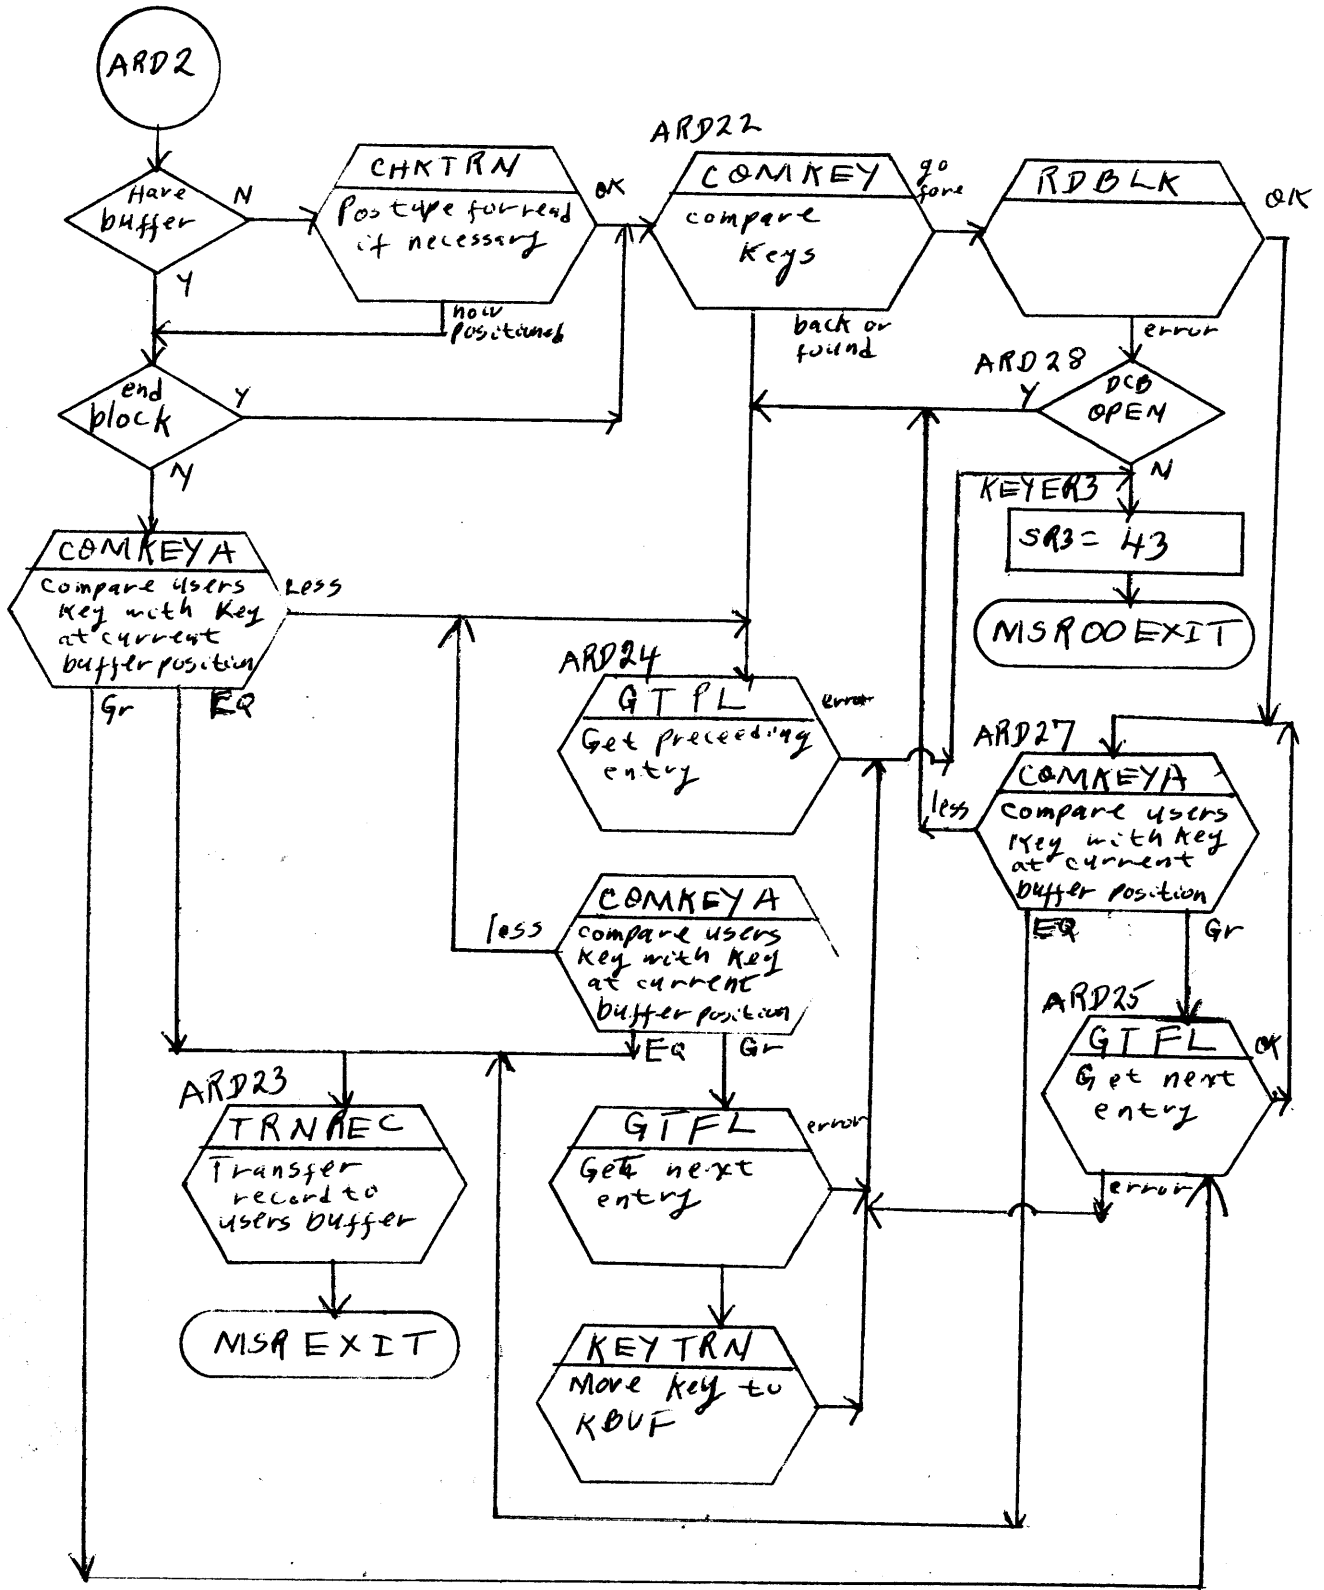 ARD2
Have
buffer
N
Y
CHKTRN
Pos tape for read
if necessary
OK
now
positioned
ARD22
COMKEY
compare
Keys
go
fore
back or
found
RDBLK
OK
error
ARD28
Y
DCB
OPEN
N
KEYER3
SR3 = 43
MSROOEXIT
end
block
Y
N
COMKEYA
Compare users
Key with Key
at current
buffer position
Less
Gr
EQ
ARD24
GTPL
Get preceeding
entry
error
ARD27
COMKEYA
Compare users
Key with Key
at current
buffer position
less
EQ
Gr
COMKEYA
compare users
Key with Key
at current
buffer position
less
EQ
Gr
ARD25
GTFL
Get next
entry
OK
error
ARD23
TRNREC
Transfer
record to
users buffer
MSREXIT
GTFL
Get next
entry
error
KEYTRN
Move Key to
KBUF